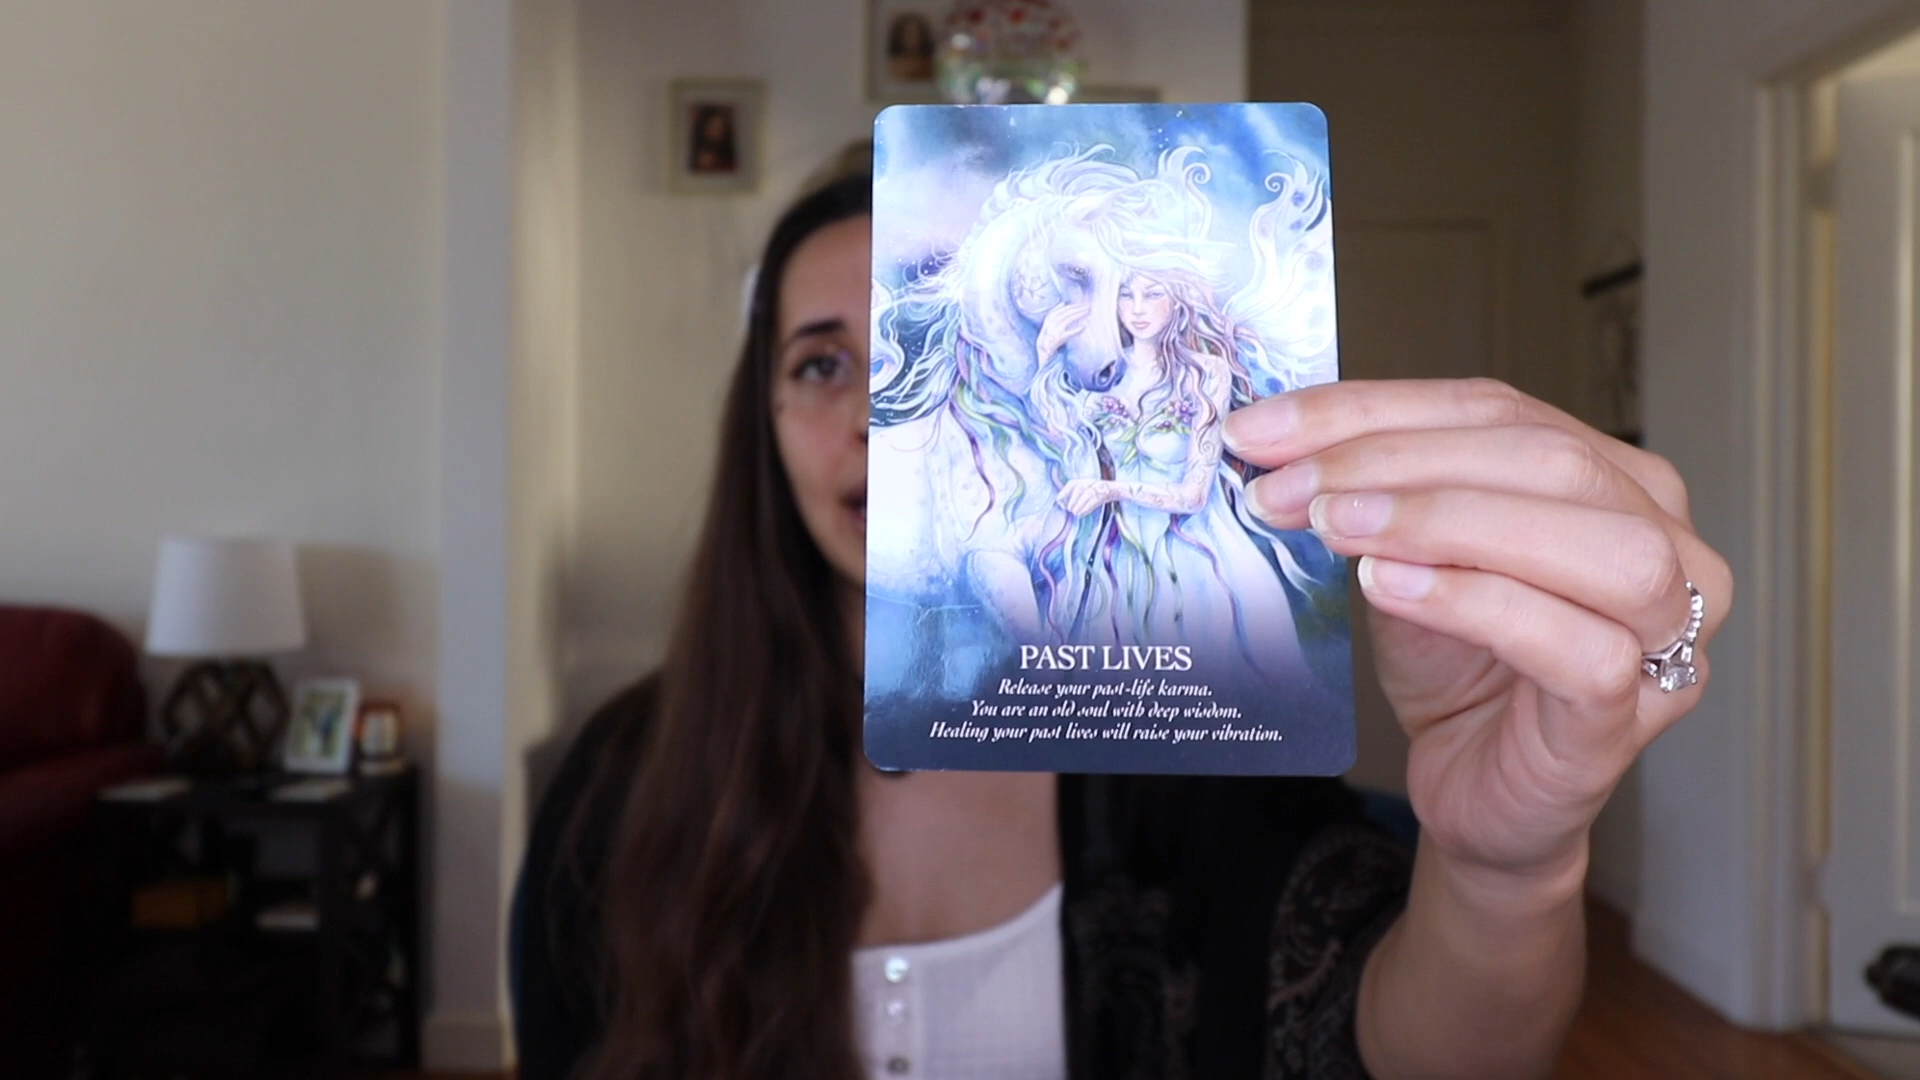 PAST LIVES
Release your past-life karma.
You are an old soul with deep wisdom.
Healing your past lives will raise your vibration.